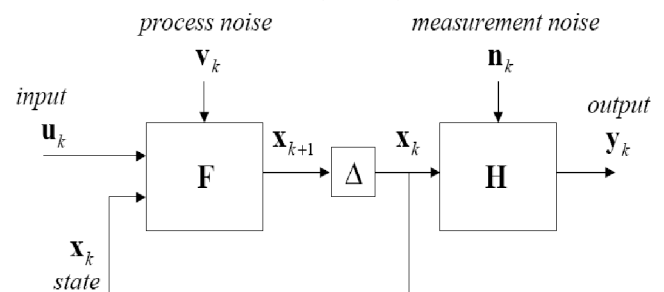 process noise
measurement noise
v_k
n_k
input
output
u_k
x_{k+1}
x_k
y_k
F
Δ
H
x_k
state